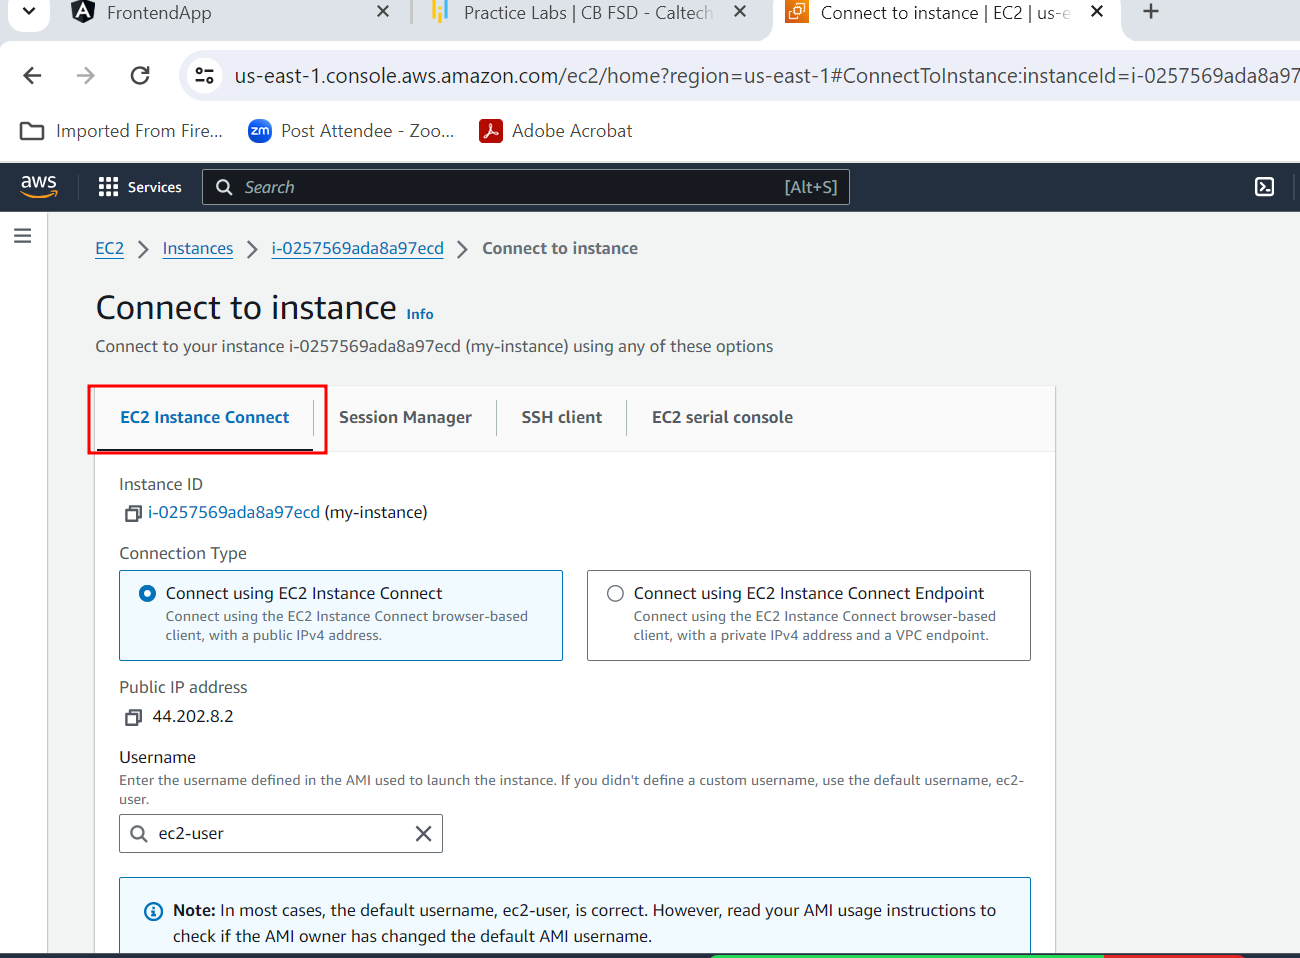 FrontendApp
Practice Labs | CB FSD - Caltech
Connect to instance | EC2 | us-e
us-east-1.console.aws.amazon.com/ec2/home?region=us-east-1#ConnectToInstance:instanceId=i-0257569ada8a97
Imported From Fire...
zm Post Attendee - Zoo...
Adobe Acrobat
aws
Services
Search
[Alt+S]
EC2 > Instances > i-0257569ada8a97ecd > Connect to instance
Connect to instance Info
Connect to your instance i-0257569ada8a97ecd (my-instance) using any of these options
EC2 Instance Connect
Session Manager
SSH client
EC2 serial console
Instance ID
i-0257569ada8a97ecd (my-instance)
Connection Type
Connect using EC2 Instance Connect
Connect using the EC2 Instance Connect browser-based
client, with a public IPv4 address.
Connect using EC2 Instance Connect Endpoint
Connect using the EC2 Instance Connect browser-based
client, with a private IPv4 address and a VPC endpoint.
Public IP address
44.202.8.2
Username
Enter the username defined in the AMI used to launch the instance. If you didn't define a custom username, use the default username, ec2-
user.
ec2-user
Note: In most cases, the default username, ec2-user, is correct. However, read your AMI usage instructions to
check if the AMI owner has changed the default AMI username.